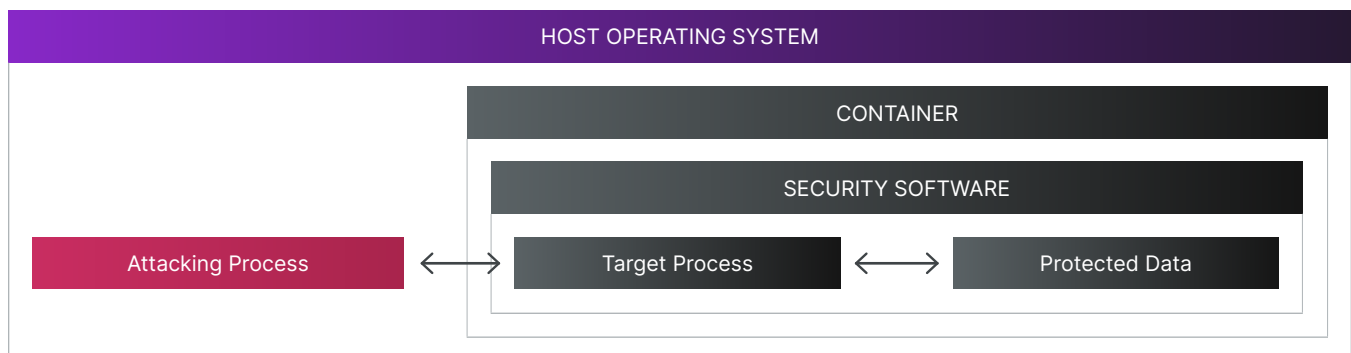 HOST OPERATING SYSTEM
CONTAINER
SECURITY SOFTWARE
Attacking Process
Target Process
Protected Data